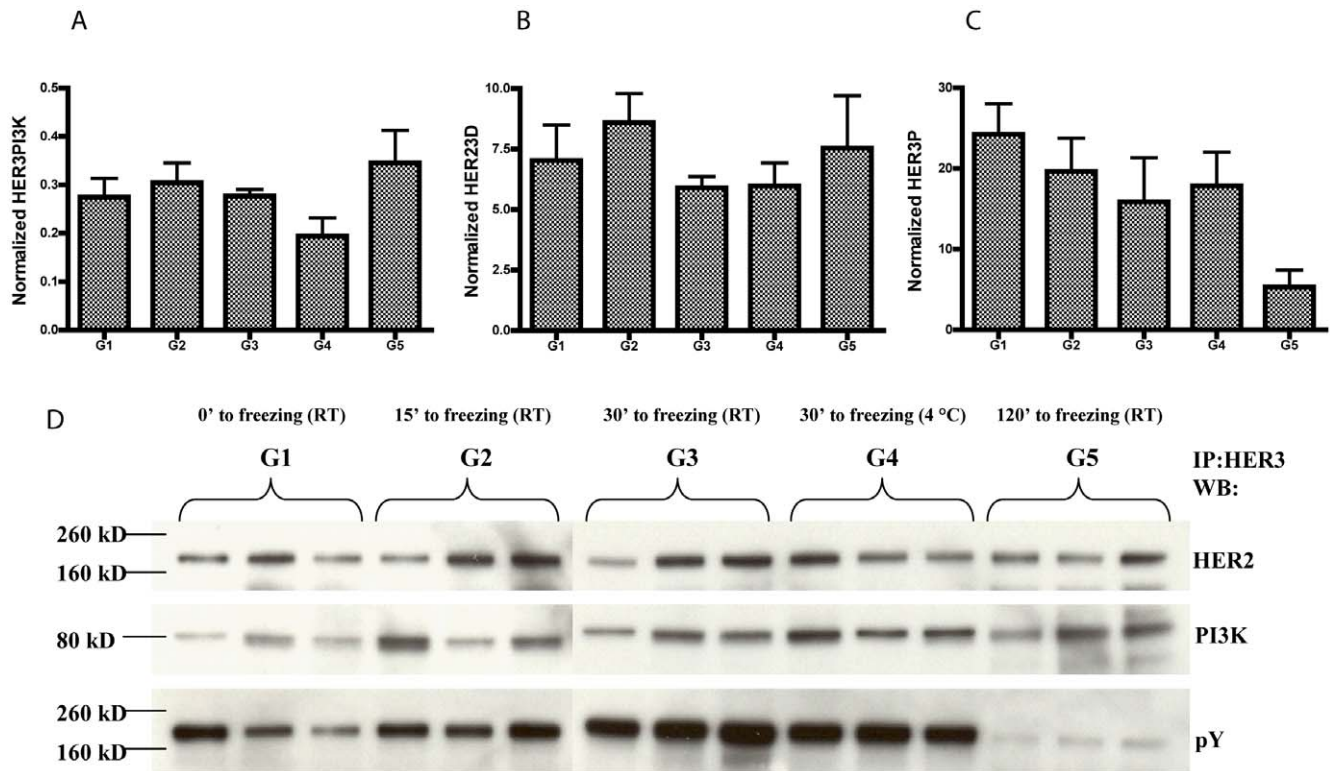 A
B
C
Normalized HER3PI3K
0.5
0.4
0.3
0.2
0.1
0.0
G1 G2 G3 G4 G5
Normalized HER23D
10.0
7.5
5.0
2.5
0.0
G1 G2 G3 G4 G5
Normalized HER3P
30
20
10
0
G1 G2 G3 G4 G5
D
0' to freezing (RT) 15' to freezing (RT) 30' to freezing (RT) 30' to freezing (4 °C) 120' to freezing (RT)
G1 G2 G3 G4 G5 IP:HER3
WB:
260 kD
160 kD
HER2
80 kD
PI3K
260 kD
160 kD
pY